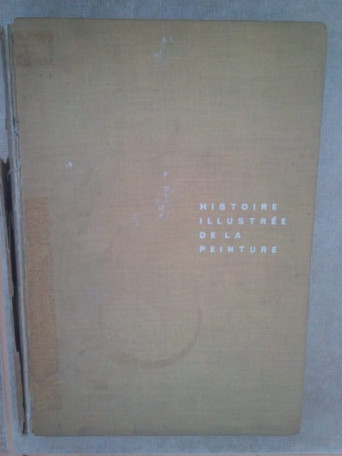 HISTOIRE
ILLUSTRÉE
DE LA
PEINTURE